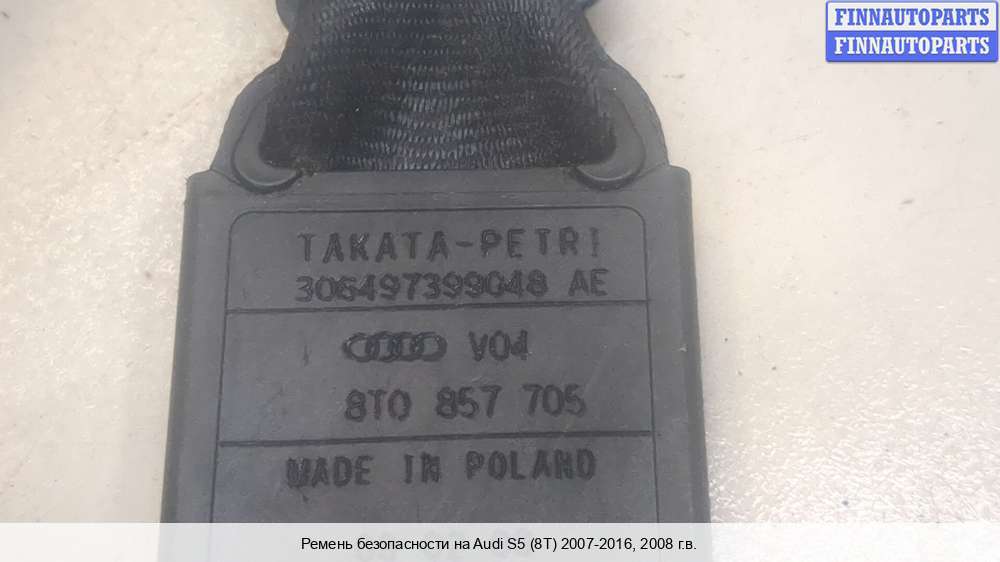 FINNAUTOPARTS
FINNAUTOPARTS
TAKATA-PETRI
306497399048 AE
V04
8T0 857 705
MADE IN POLAND
Ремень безопасности на Audi S5 (8T) 2007-2016, 2008 г.в.